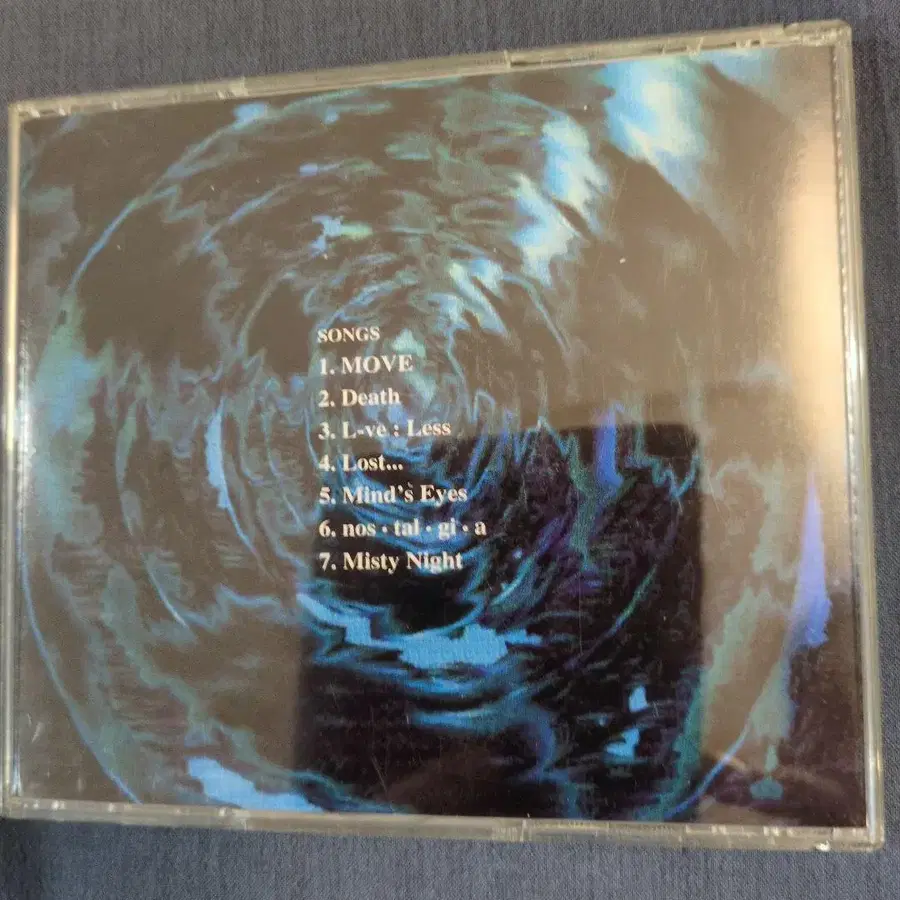 SONGS
1. MOVE
2. Death
3. L-ve : Less
4. Lost...
5. Mind's Eyes
6. nos・tal・gi・a
7. Misty Night